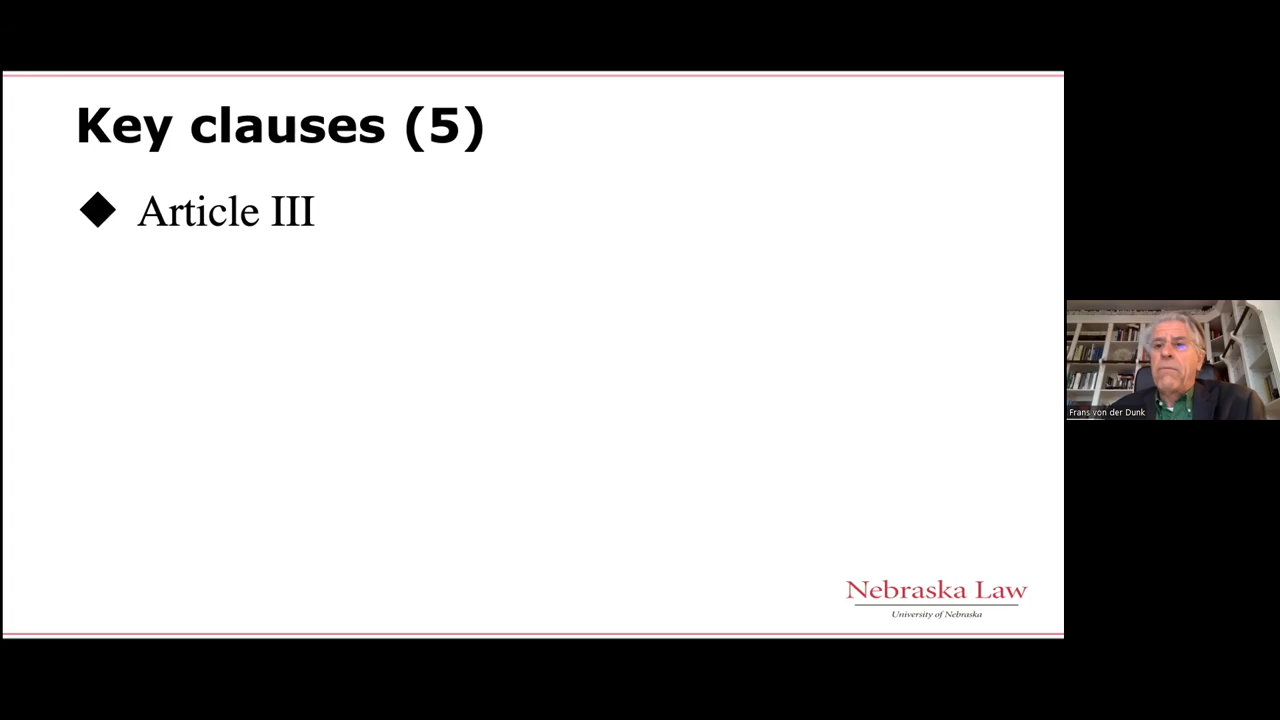 Key clauses (5)
◆ Article III
Nebraska Law
University of Nebraska
Frans von der Dunk